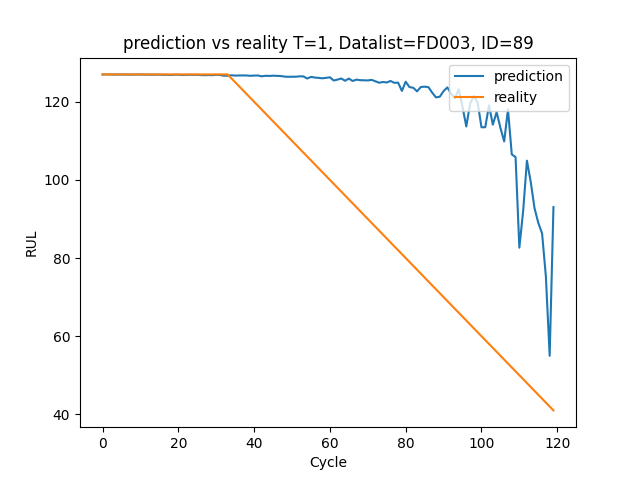 prediction vs reality T=1, Datalist=FD003, ID=89
prediction
reality
RUL
120
100
80
60
40
0 20 40 60 80 100 120
Cycle